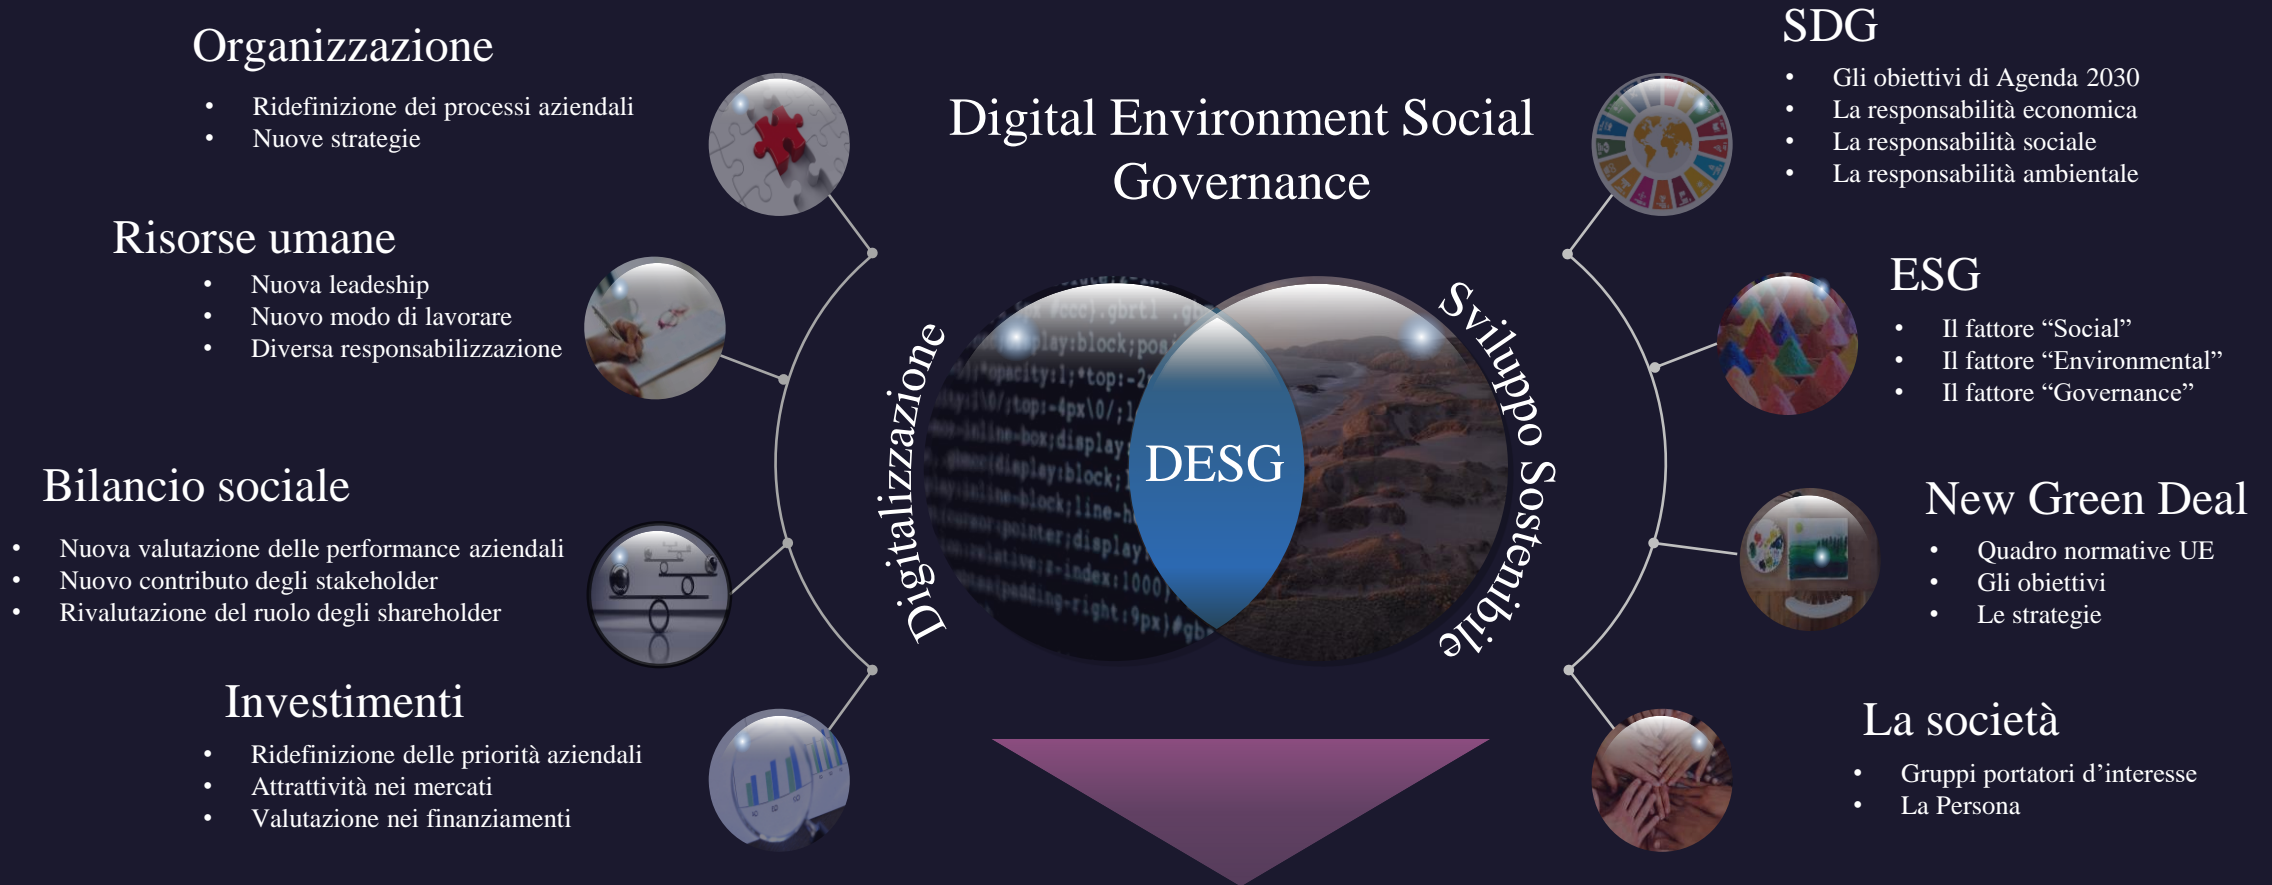 Organizzazione
• Ridefinizione dei processi aziendali
• Nuove strategie
Risorse umane
• Nuova leadeship
• Nuovo modo di lavorare
• Diversa responsabilizzazione
Bilancio sociale
• Nuova valutazione delle performance aziendali
• Nuovo contributo degli stakeholder
• Rivalutazione del ruolo degli shareholder
Investimenti
• Ridefinizione delle priorità aziendali
• Attrattività nei mercati
• Valutazione nei finanziamenti
Digital Environment Social
Governance
Digitalizzazione
DESG
Sviluppo Sostenibile
SDG
• Gli obiettivi di Agenda 2030
• La responsabilità economica
• La responsabilità sociale
• La responsabilità ambientale
ESG
• Il fattore “Social”
• Il fattore “Environmental”
• Il fattore “Governance”
New Green Deal
• Quadro normative UE
• Gli obiettivi
• Le strategie
La società
• Gruppi portatori d’interesse
• La Persona